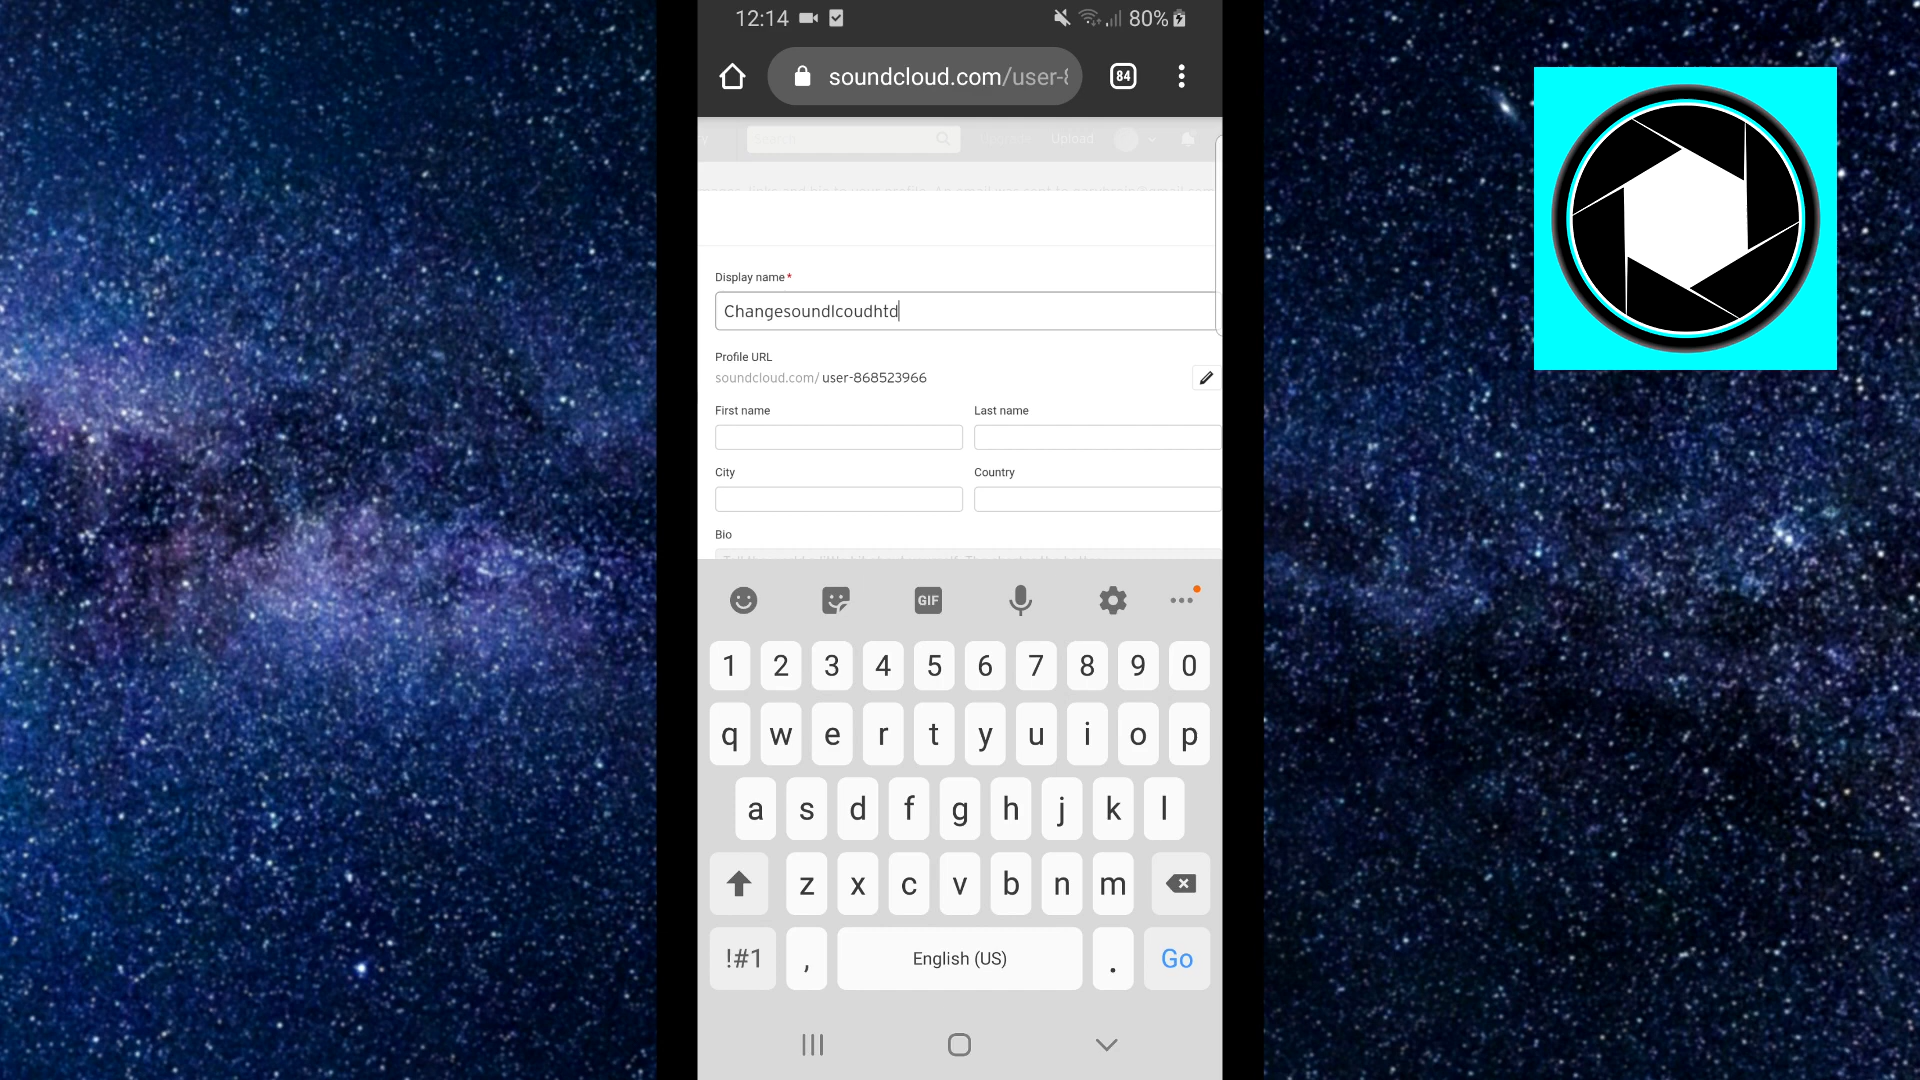 12:14
80%
soundcloud.com/user-8
84
Search
Upload
Display name*
Changesoundlcoudhtd
Profile URL
soundcloud.com/ user-868523966
First name
Last name
City
Country
Bio
GIF
1 2 3 4 5 6 7 8 9 0
q w e r t y u i o p
a s d f g h j k l
z x c v b n m
!#1 , English (US) . Go